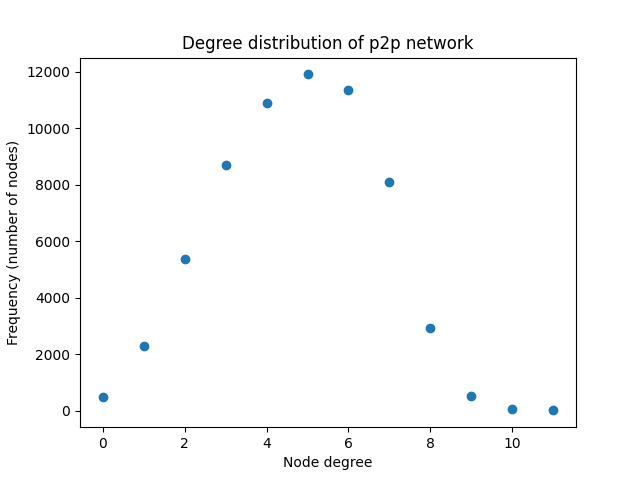 Degree distribution of p2p network
12000
10000
8000
6000
4000
2000
0
Frequency (number of nodes)
0 2 4 6 8 10
Node degree